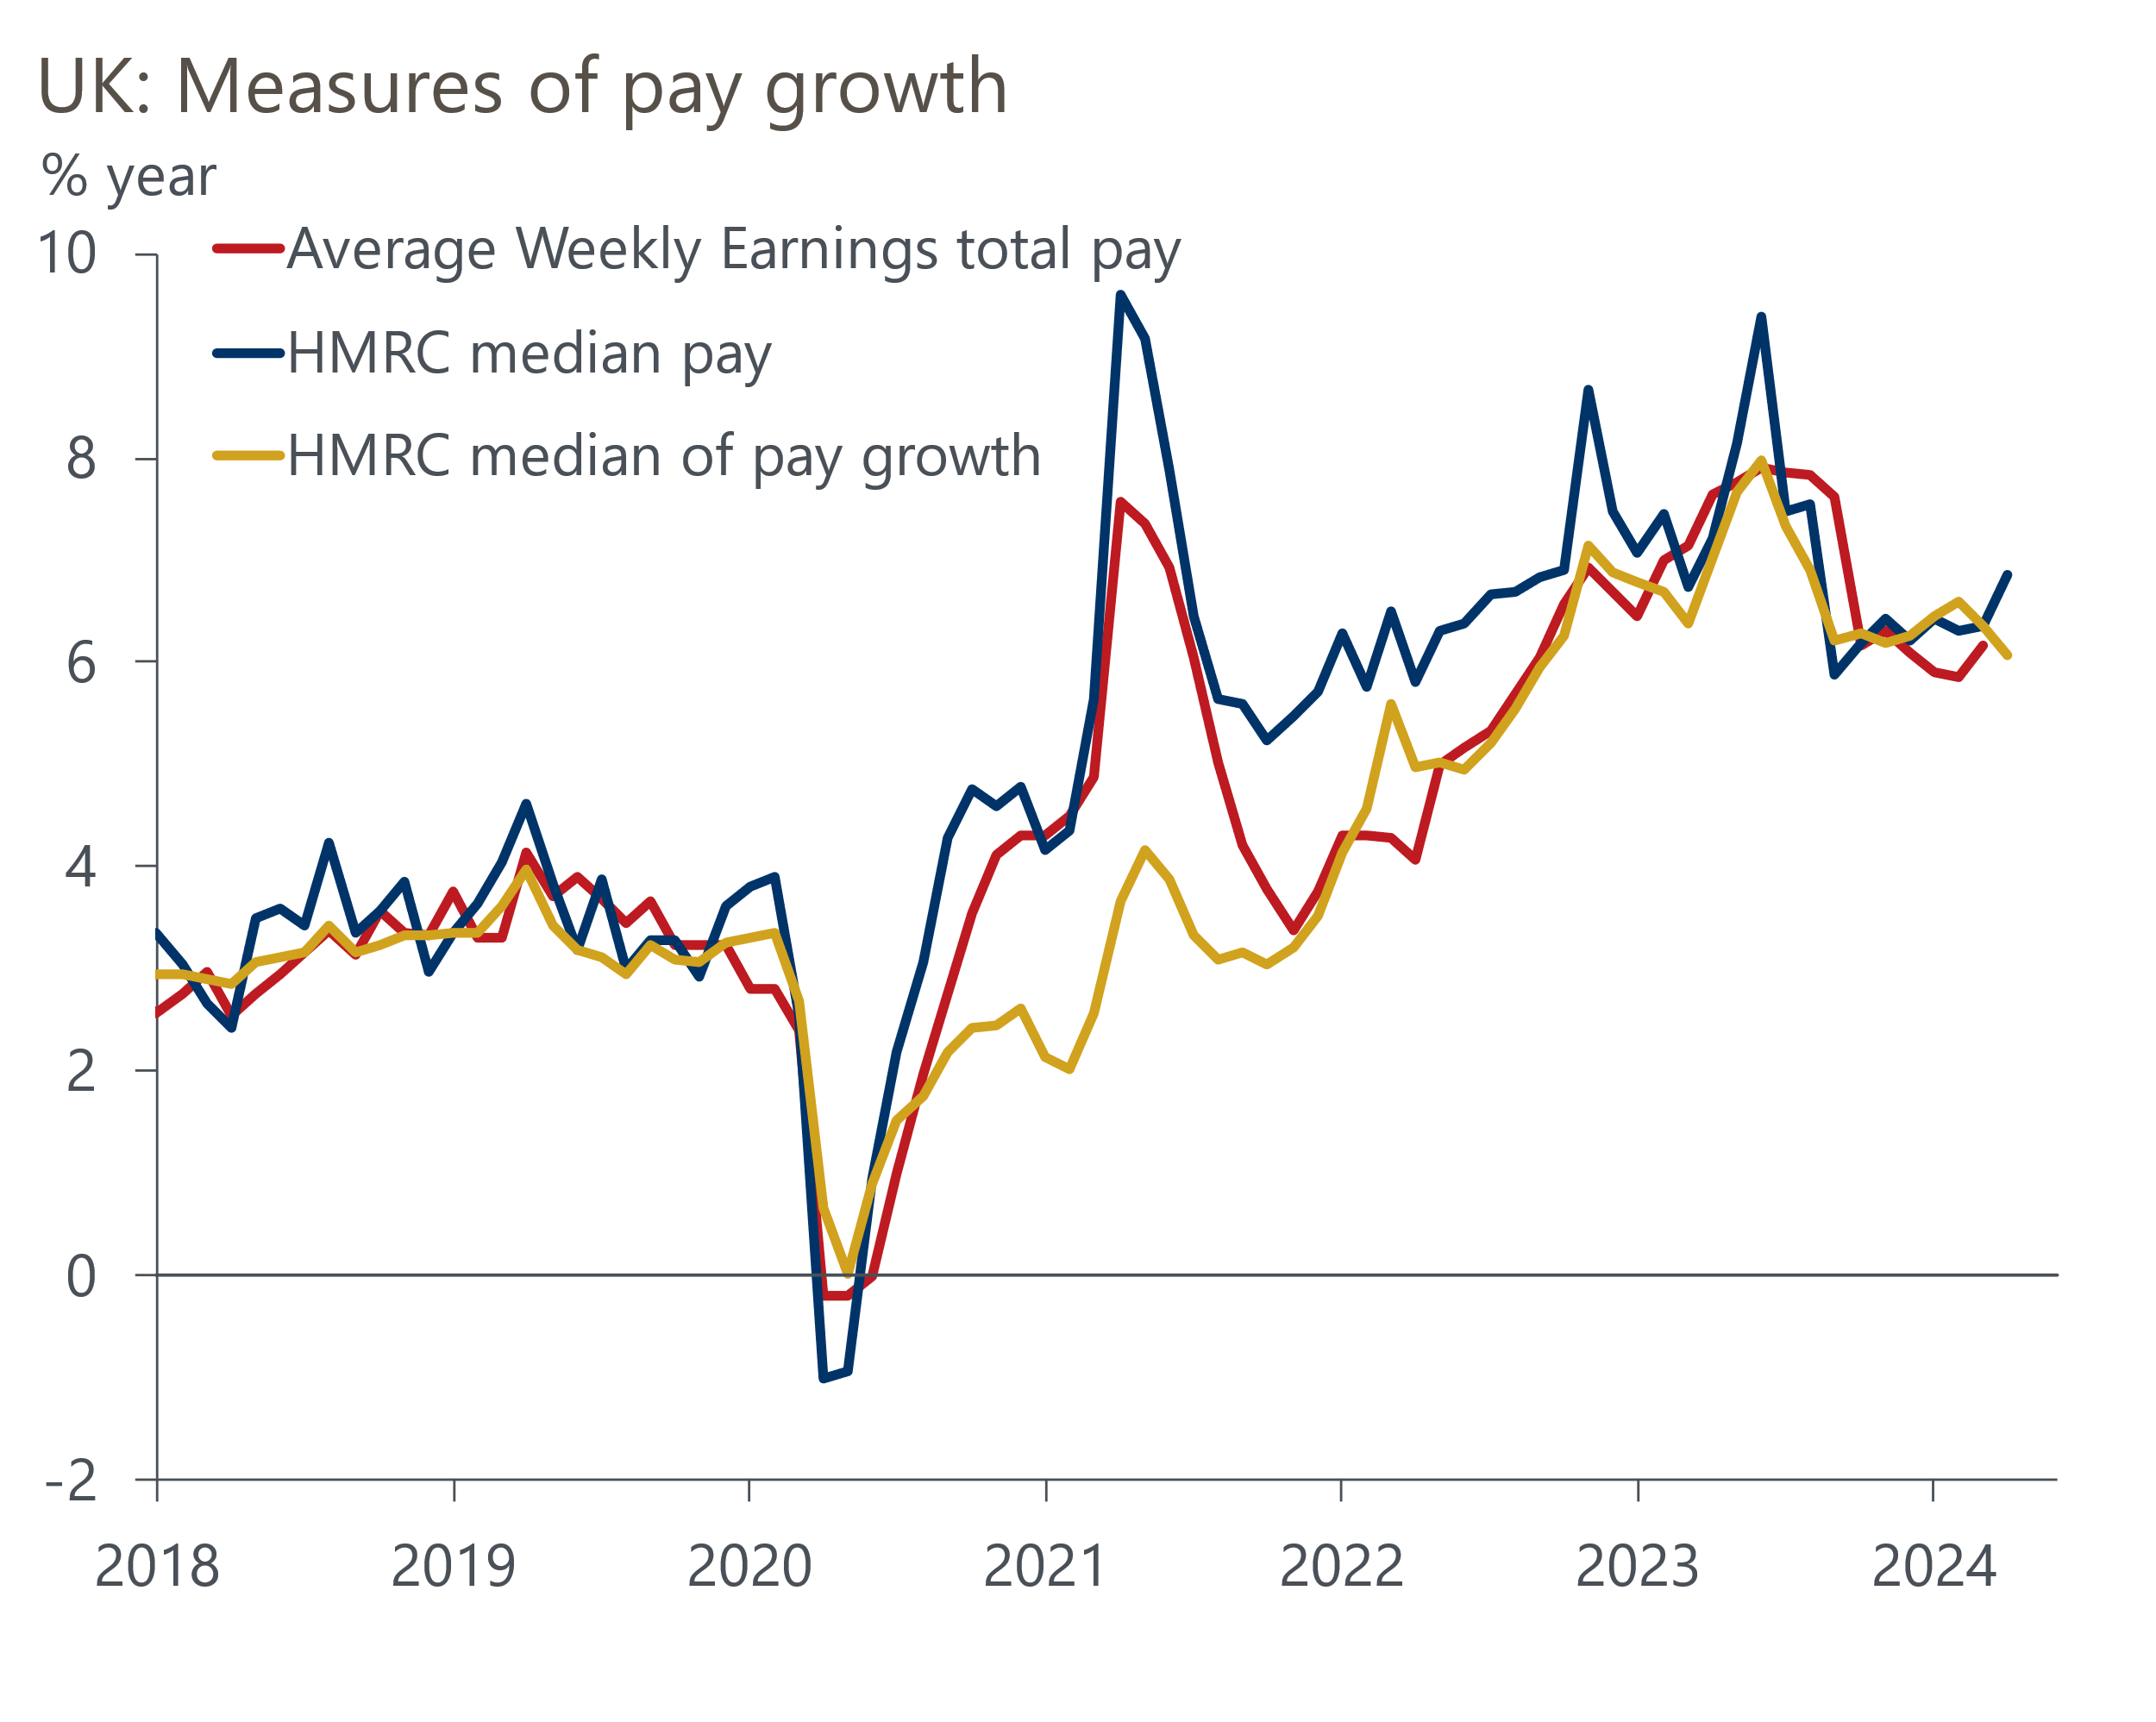 UK: Measures of pay growth
% year
10
Average Weekly Earnings total pay
HMRC median pay
HMRC median of pay growth
8
6
4
2
0
-2
2018 2019 2020 2021 2022 2023 2024